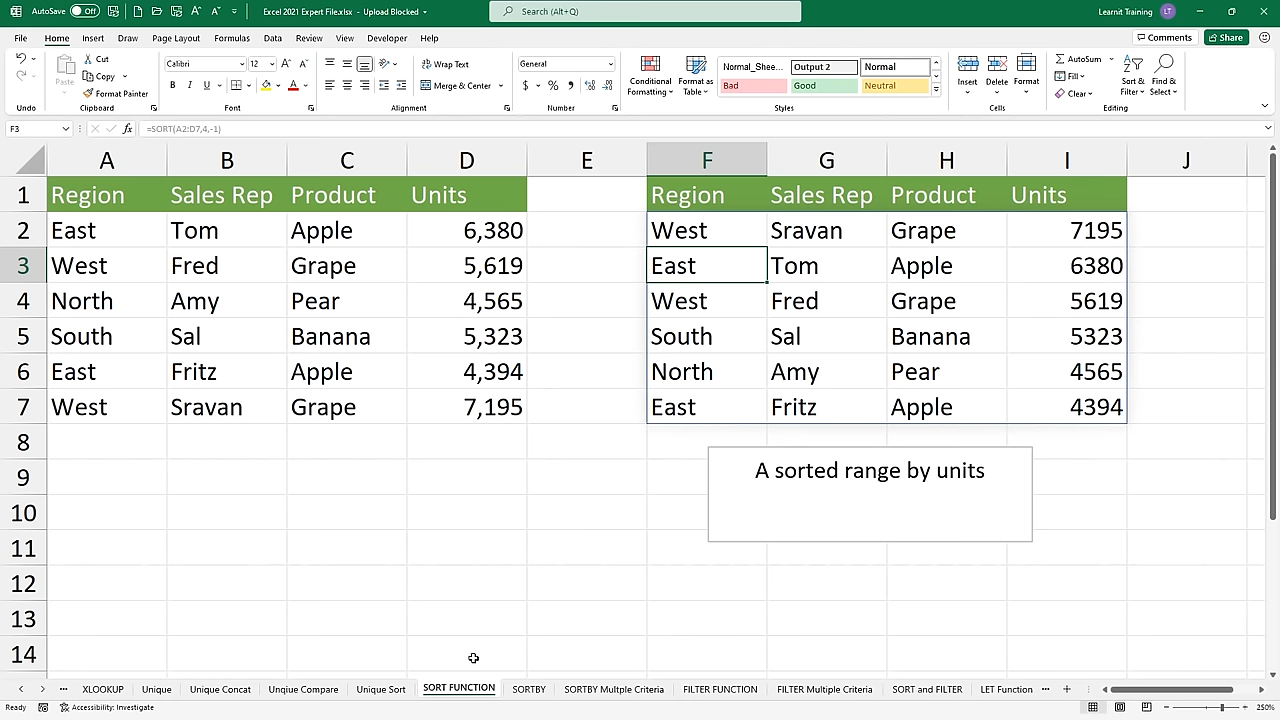 AutoSave Off Excel 2021 Expert File.xlsx - Upload Blocked Search (Alt+Q) Learnit Training LT
File Home Insert Draw Page Layout Formulas Data Review View Developer Help Comments Share
Undo
Paste Cut Copy Format Painter
Clipboard
Calibri 12
Font
Wrap Text
Merge & Center
Alignment
General
Number
Conditional Formatting Format as Table
Normal_Shee... Output 2 Normal
Bad Good Neutral
Styles
Insert Delete Format
Cells
AutoSum
Fill
Clear
Sort & Filter Find & Select
Editing
F3 fx =SORT(A2:D7,4,-1)
A B C D E F G H I J
1 Region Sales Rep Product Units Region Sales Rep Product Units
2 East Tom Apple 6,380 West Sravan Grape 7195
3 West Fred Grape 5,619 East Tom Apple 6380
4 North Amy Pear 4,565 West Fred Grape 5619
5 South Sal Banana 5,323 South Sal Banana 5323
6 East Fritz Apple 4,394 North Amy Pear 4565
7 West Sravan Grape 7,195 East Fritz Apple 4394
8
9 A sorted range by units
10
11
12
13
14
XLOOKUP Unique Unique Concat Unqiue Compare Unique Sort SORT FUNCTION SORTBY SORTBY Multple Criteria FILTER FUNCTION FILTER Multiple Criteria SORT and FILTER LET Function
Ready Accessibility: Investigate 250%